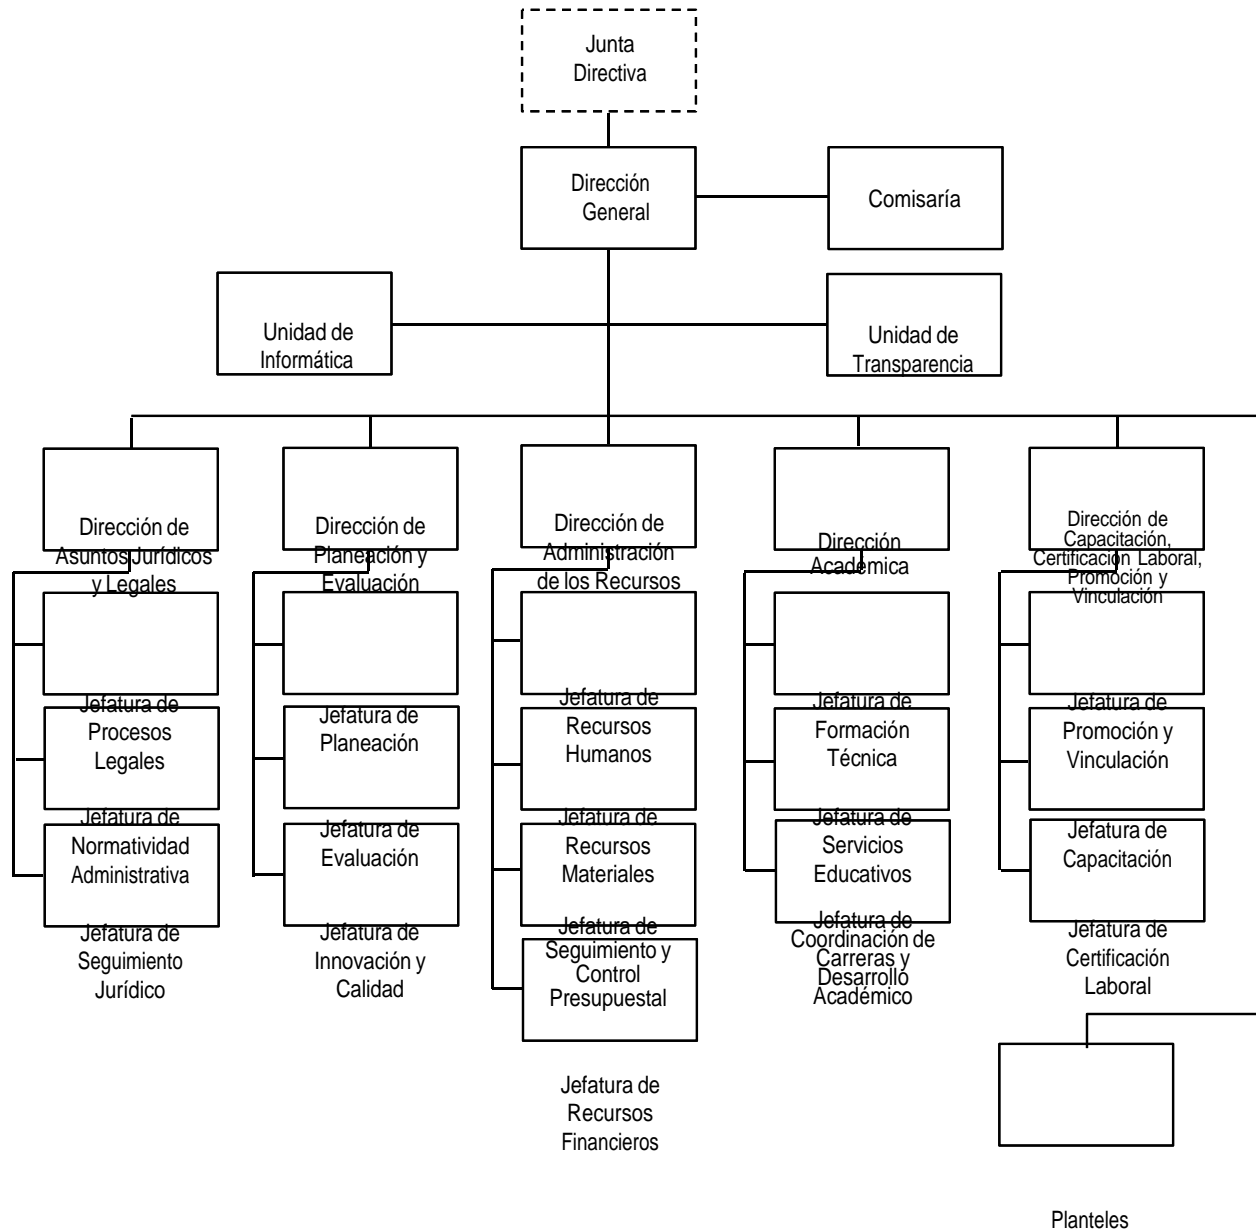 Junta
Directiva
Dirección
General
Comisaría
Unidad de
Informática
Unidad de
Transparencia
Dirección de
Asuntos Jurídicos
y Legales
Dirección de
Planeación y
Evaluación
Dirección de
Administración
de los Recursos
Dirección
Académica
Dirección de
Capacitación,
Certificación Laboral,
Promoción y
Vinculación
Jefatura de
Procesos
Legales
Jefatura de
Normatividad
Administrativa
Jefatura de
Seguimiento
Jurídico
Jefatura de
Planeación
Jefatura de
Evaluación
Jefatura de
Innovación y
Calidad
Jefatura de
Recursos
Humanos
Jefatura de
Recursos
Materiales
Jefatura de
Seguimiento y
Control
Presupuestal
Jefatura de
Recursos
Financieros
Jefatura de
Formación
Técnica
Jefatura de
Servicios
Educativos
Jefatura de
Coordinación de
Carreras y
Desarrollo
Académico
Jefatura de
Promoción y
Vinculación
Jefatura de
Capacitación
Jefatura de
Certificación
Laboral
Planteles